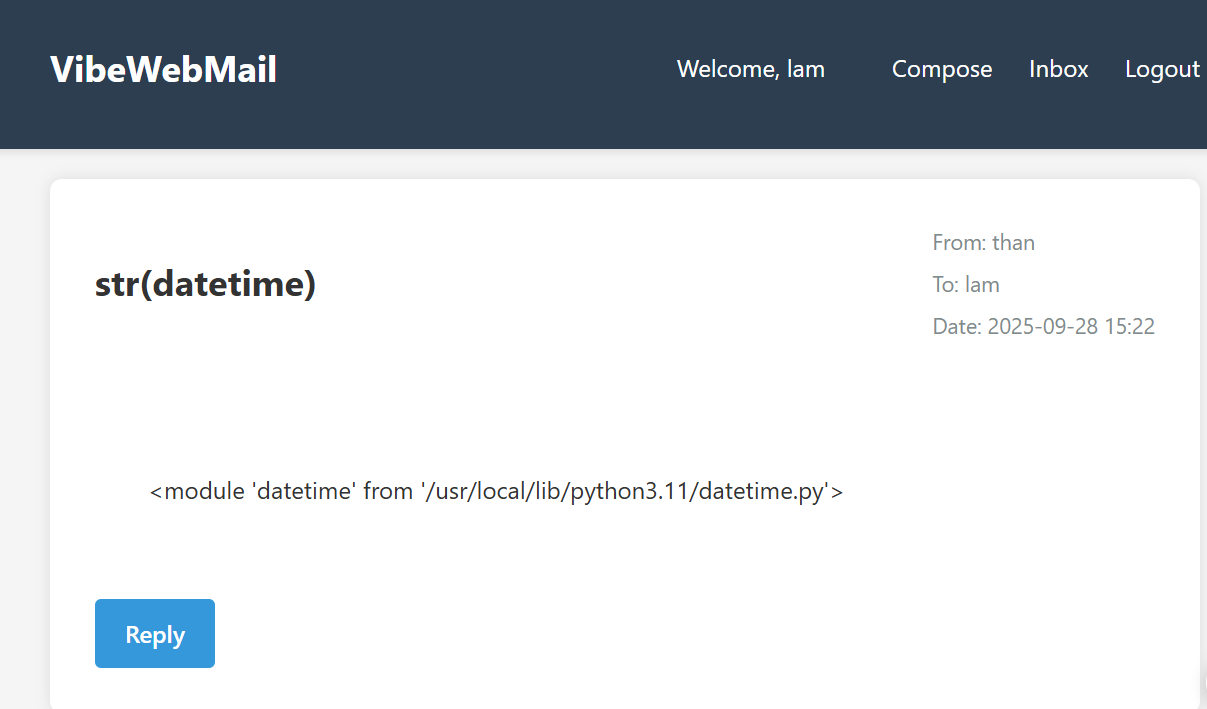 VibeWebMail
Welcome, lam Compose Inbox Logout
str(datetime)
From: than
To: lam
Date: 2025-09-28 15:22
<module 'datetime' from '/usr/local/lib/python3.11/datetime.py'>
Reply